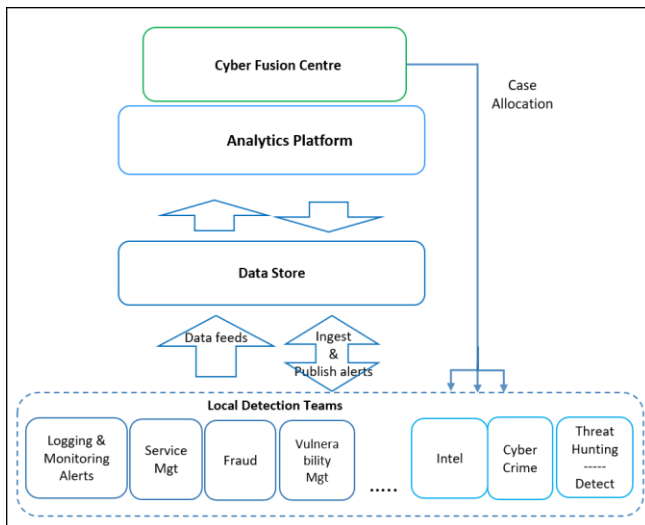 Cyber Fusion Centre
Case
Allocation
Analytics Platform
Data Store
Data feeds
Ingest
&
Publish alerts
Local Detection Teams
Logging &
Monitoring
Alerts
Service
Mgt
Fraud
Vulnera
bility
Mgt
.....
Intel
Cyber
Crime
Threat
Hunting
-----
Detect